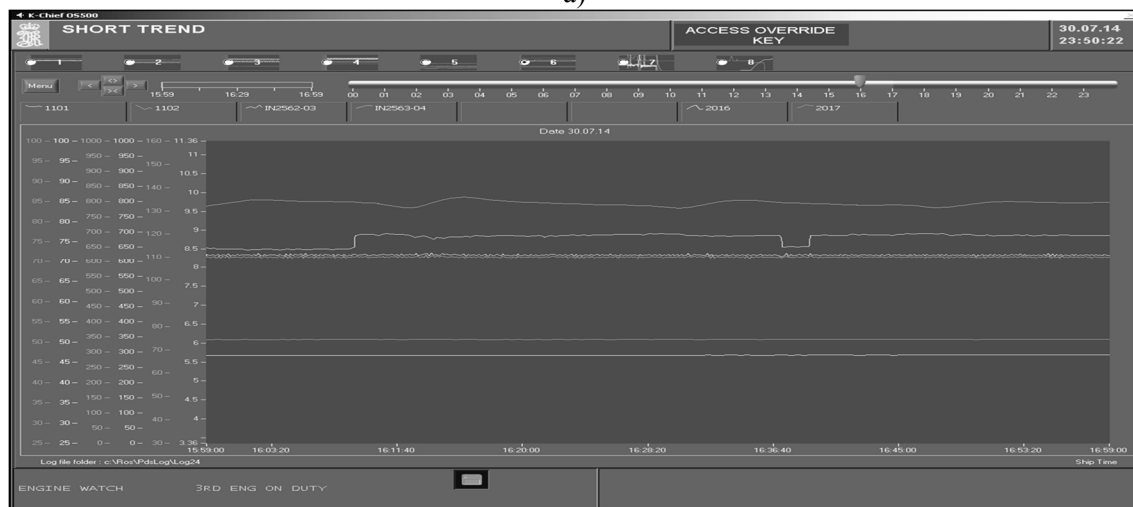 a)
K-Chief OS500
SHORT TREND
ACCESS OVERRIDE
KEY
30.07.14
23:50:22
1 2 3 4 5 6 7 8
Menu
< <> >< >
15:59 16:29 16:59
00 01 02 03 04 05 06 07 08 09 10 11 12 13 14 15 16 17 18 19 20 21 22 23
1101 1102 IN2562-03 IN2563-04 2016 2017
Date 30.07.14
100 100 1000 1000 160 11.36
95 95 950 950 150 11
900 900 10.5
90 90 850 850 140 10
85 85 800 800 9.5
80 80 750 750 130 9
75 75 700 700 120 8.5
650 650
70 70 600 600 110 8
65 65 550 550 100 7.5
500 500
60 60 450 450 90 7
55 55 400 400 80 6.5
50 50 350 350 6
300 300 70
45 45 250 250 60 5.5
40 40 200 200 5
35 35 150 150 50 4.5
100 100
30 30 50 50 40 4
25 25 0 0 30 3.36
15:59:00 16:03:20 16:11:40 16:20:00 16:28:20 16:36:40 16:45:00 16:53:20 16:59:00
Log file folder : c:\Ros\PdsLog\Log24
Ship Time
ENGINE WATCH 3RD ENG ON DUTY